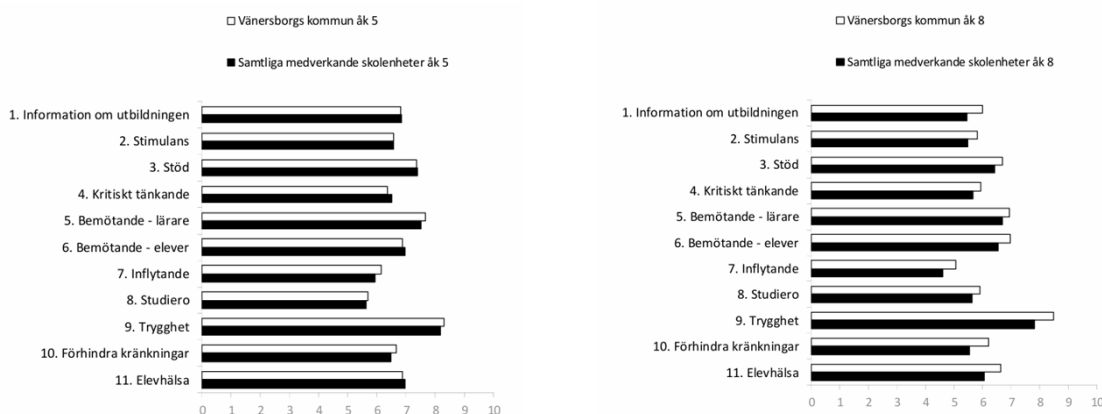 Vänersborgs kommun åk 5
Samtliga medverkande skolenheter åk 5
1. Information om utbildningen
2. Stimulans
3. Stöd
4. Kritiskt tänkande
5. Bemötande - lärare
6. Bemötande - elever
7. Inflytande
8. Studiero
9. Trygghet
10. Förhindra kränkningar
11. Elevhälsa
0 1 2 3 4 5 6 7 8 9 10
Vänersborgs kommun åk 8
Samtliga medverkande skolenheter åk 8
1. Information om utbildningen
2. Stimulans
3. Stöd
4. Kritiskt tänkande
5. Bemötande - lärare
6. Bemötande - elever
7. Inflytande
8. Studiero
9. Trygghet
10. Förhindra kränkningar
11. Elevhälsa
0 1 2 3 4 5 6 7 8 9 10